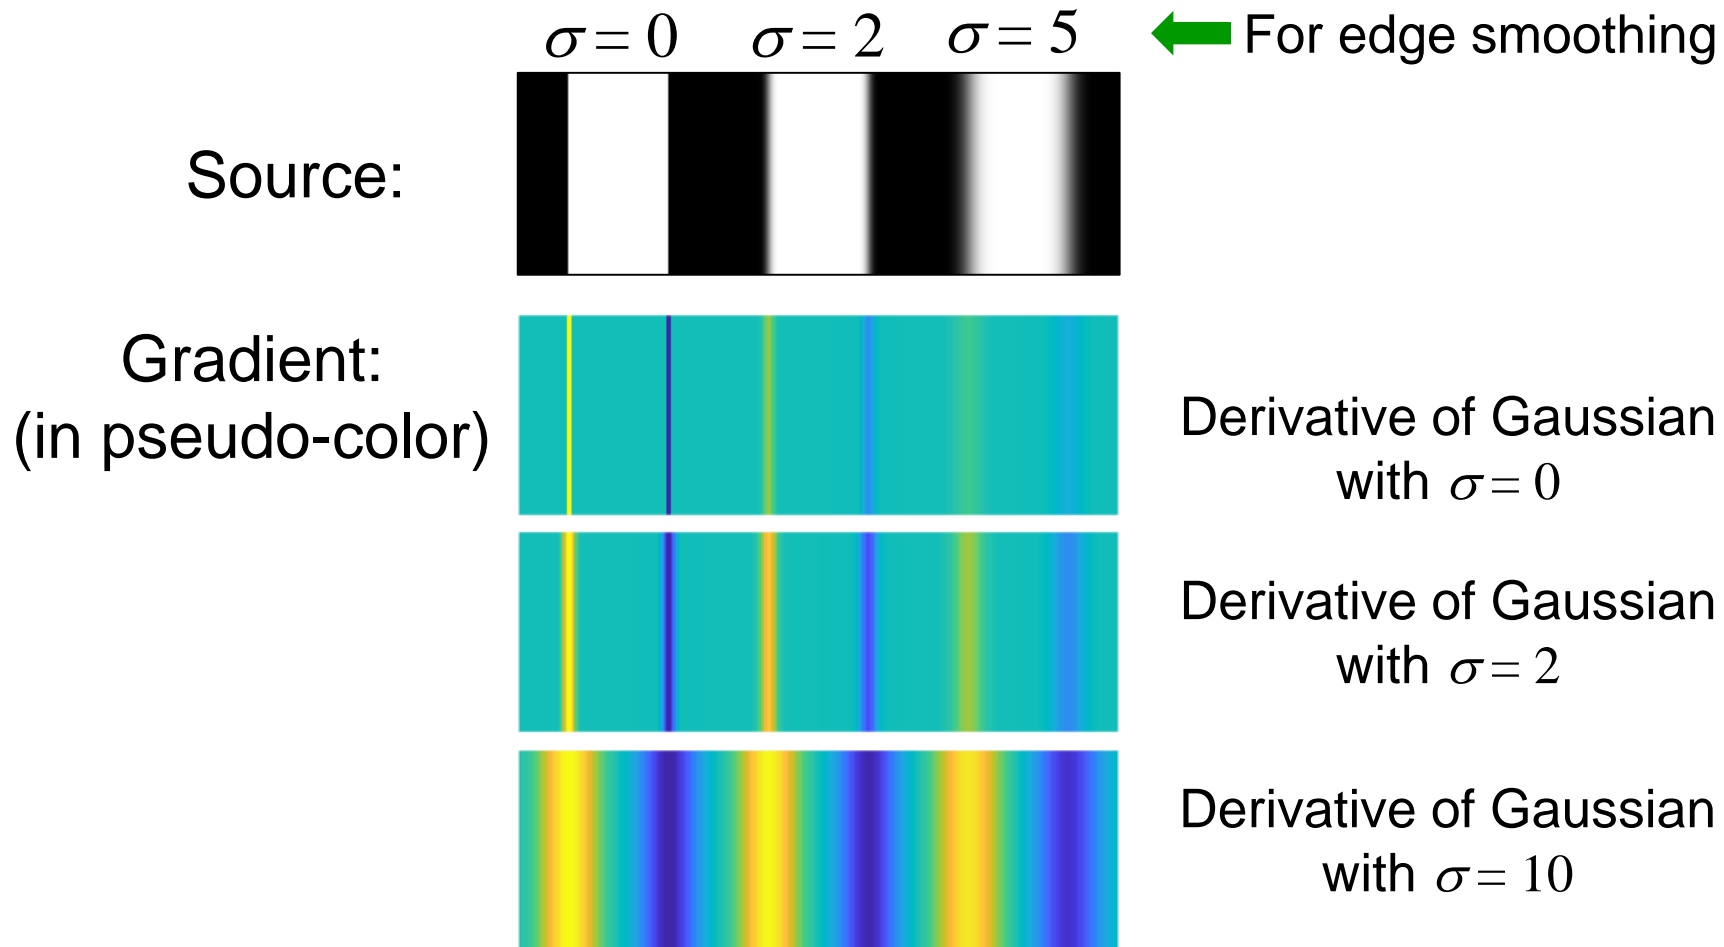 σ = 0 σ = 2 σ = 5 For edge smoothing
Source:
Gradient:
(in pseudo-color)
Derivative of Gaussian
with σ = 0
Derivative of Gaussian
with σ = 2
Derivative of Gaussian
with σ = 10